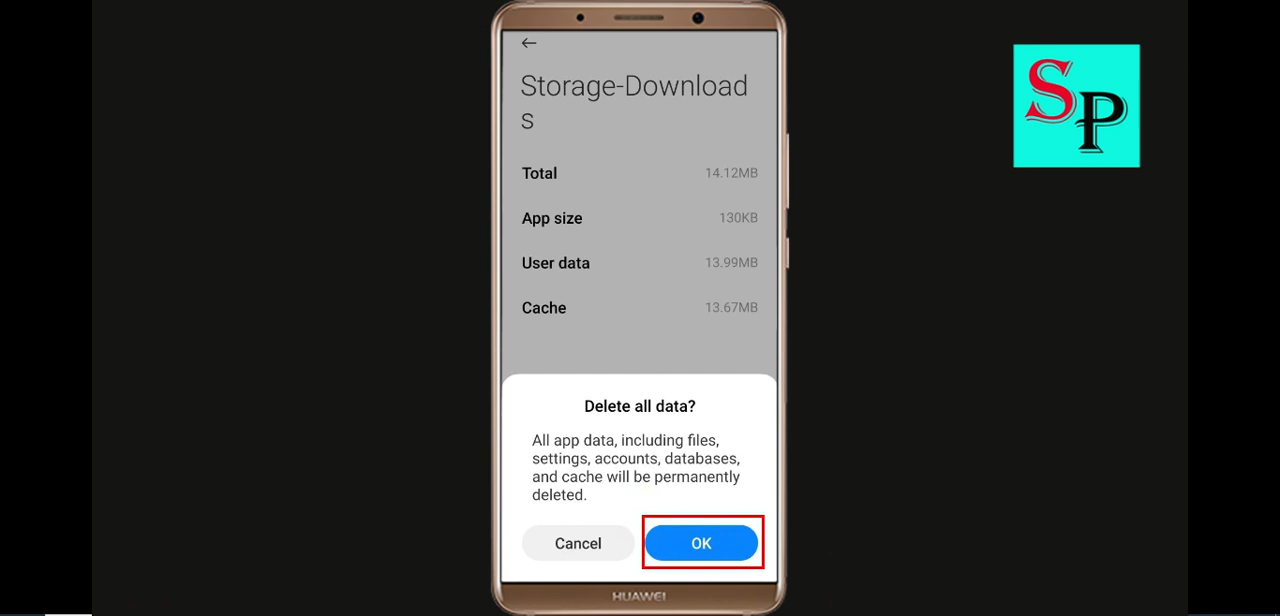 Storage-Download
s
Total 14.12MB
App size 130KB
User data 13.99MB
Cache 13.67MB
Delete all data?
All app data, including files,
settings, accounts, databases,
and cache will be permanently
deleted.
Cancel OK
HUAWEI
SP